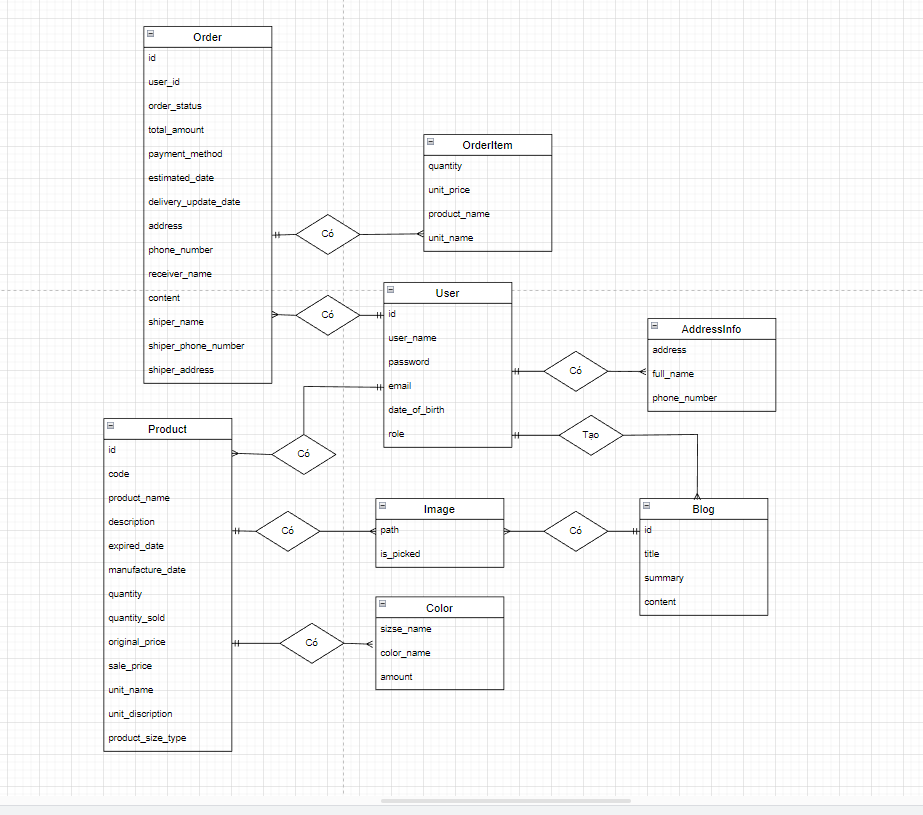 Order
id
user_id
order_status
total_amount
payment_method
estimated_date
delivery_update_date
address
phone_number
receiver_name
content
shiper_name
shiper_phone_number
shiper_address
OrderItem
quantity
unit_price
product_name
unit_name
Có
Có
User
id
user_name
password
email
date_of_birth
role
AddressInfo
address
full_name
phone_number
Có
Tạo
Có
Product
id
code
product_name
description
expired_date
manufacture_date
quantity
quantity_sold
original_price
sale_price
unit_name
unit_discription
product_size_type
Có
Image
path
is_picked
Có
Blog
id
title
summary
content
Có
Color
sizse_name
color_name
amount